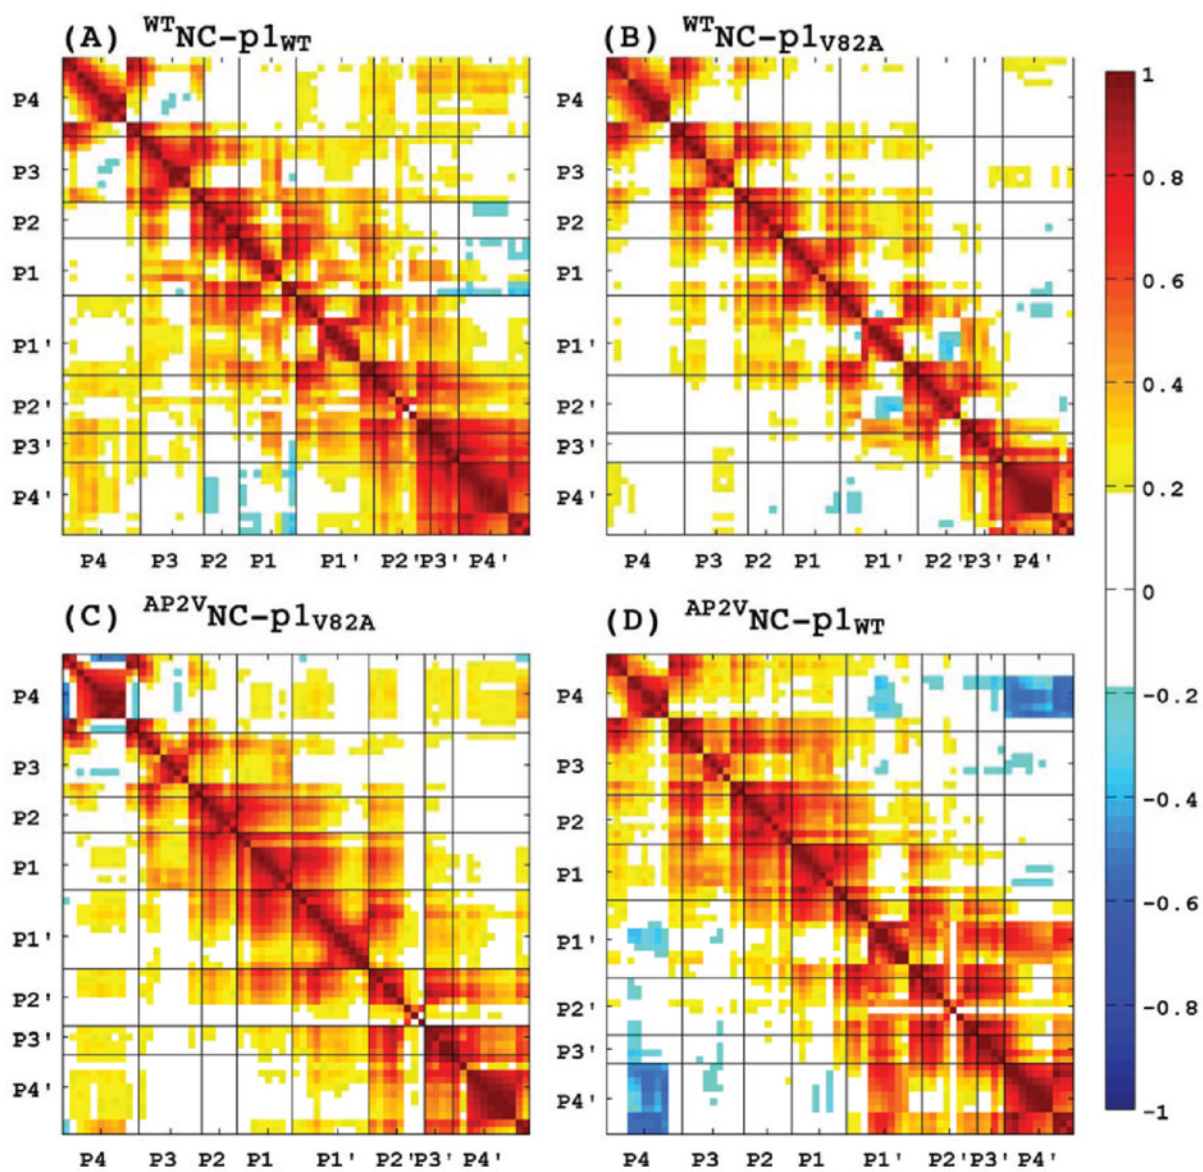 (A) WTNC-p1WT
(B) WTNC-p1V82A
P4
P3
P2
P1
P1'
P2'
P3'
P4'
P4 P3 P2 P1 P1' P2'P3' P4'
P4
P3
P2
P1
P1'
P2'
P3'
P4'
P4 P3 P2 P1 P1' P2'P3' P4'
1
0.8
0.6
0.4
0.2
0
-0.2
-0.4
-0.6
-0.8
-1
(C) AP2VNC-p1V82A
(D) AP2VNC-p1WT
P4
P3
P2
P1
P1'
P2'
P3'
P4'
P4 P3 P2 P1 P1' P2'P3' P4'
P4
P3
P2
P1
P1'
P2'
P3'
P4'
P4 P3 P2 P1 P1' P2'P3' P4'